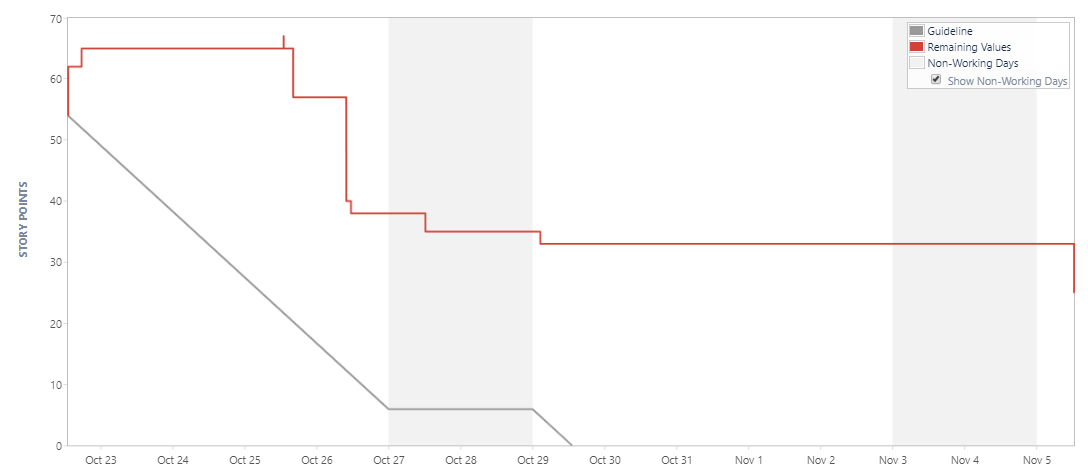 70
60
50
40
30
20
10
0
STORY POINTS
Guideline
Remaining Values
Non-Working Days
Show Non-Working Days
Oct 23 Oct 24 Oct 25 Oct 26 Oct 27 Oct 28 Oct 29 Oct 30 Oct 31 Nov 1 Nov 2 Nov 3 Nov 4 Nov 5